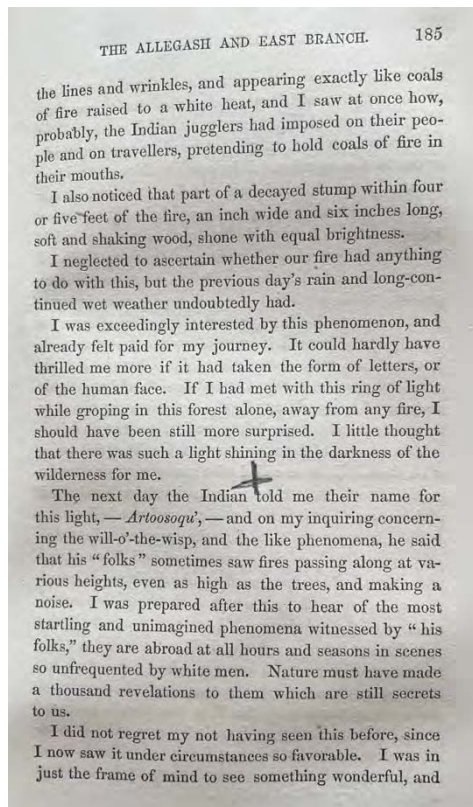 THE ALLEGASH AND EAST BRANCH. 185
the lines and wrinkles, and appearing exactly like coals
of fire raised to a white heat, and I saw at once how,
probably, the Indian jugglers had imposed on their peo-
ple and on travellers, pretending to hold coals of fire in
their mouths.
I also noticed that part of a decayed stump within four
or five feet of the fire, an inch wide and six inches long,
soft and shaking wood, shone with equal brightness.
I neglected to ascertain whether our fire had anything
to do with this, but the previous day's rain and long-con-
tinued wet weather undoubtedly had.
I was exceedingly interested by this phenomenon, and
already felt paid for my journey. It could hardly have
thrilled me more if it had taken the form of letters, or
of the human face. If I had met with this ring of light
while groping in this forest alone, away from any fire, I
should have been still more surprised. I little thought
that there was such a light shining in the darkness of the
wilderness for me.
The next day the Indian told me their name for
this light, — Artoosoqu', — and on my inquiring concern-
ing the will-o'-the-wisp, and the like phenomena, he said
that his "folks" sometimes saw fires passing along at va-
rious heights, even as high as the trees, and making a
noise. I was prepared after this to hear of the most
startling and unimagined phenomena witnessed by "his
folks," they are abroad at all hours and seasons in scenes
so unfrequented by white men. Nature must have made
a thousand revelations to them which are still secrets
to us.
I did not regret my not having seen this before, since
I now saw it under circumstances so favorable. I was in
just the frame of mind to see something wonderful, and